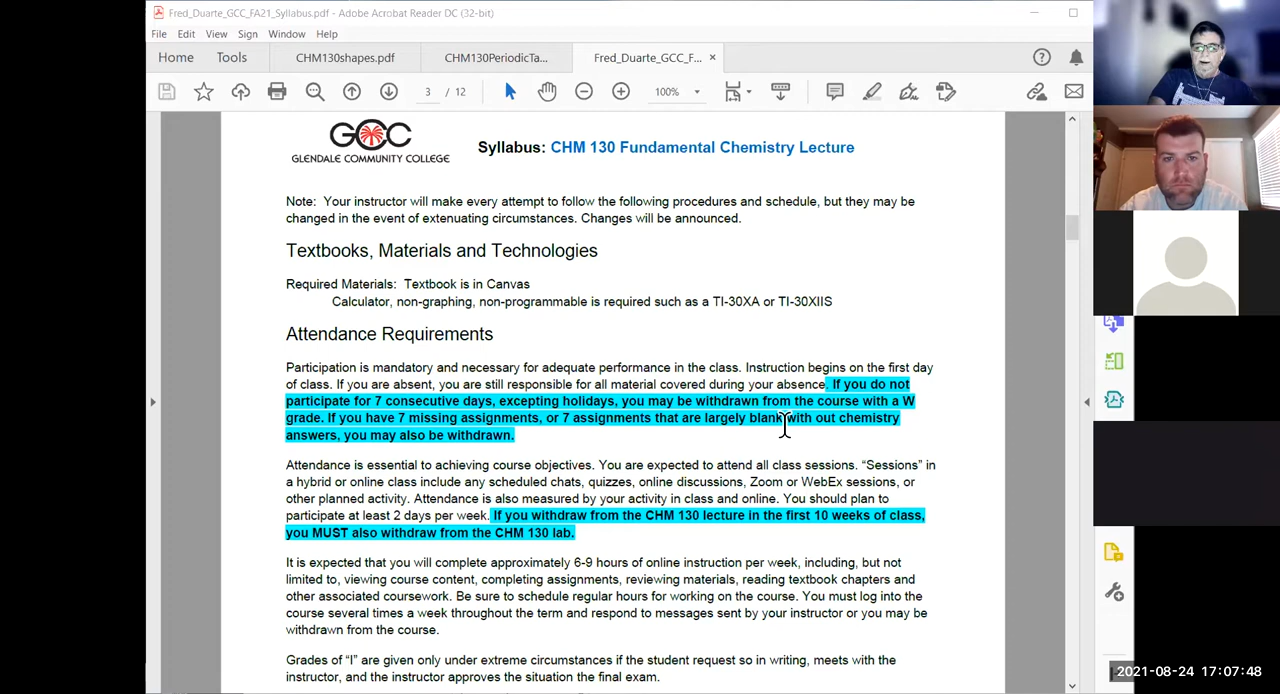 Fred_Duarte_GCC_FA21_Syllabus.pdf - Adobe Acrobat Reader DC (32-bit)
File Edit View Sign Window Help
Home Tools CHM130shapes.pdf CHM130PeriodicTa... Fred_Duarte_GCC_F... ×
3 / 12 100%
GCC
GLENDALE COMMUNITY COLLEGE
Syllabus: CHM 130 Fundamental Chemistry Lecture
Note: Your instructor will make every attempt to follow the following procedures and schedule, but they may be
changed in the event of extenuating circumstances. Changes will be announced.
Textbooks, Materials and Technologies
Required Materials: Textbook is in Canvas
Calculator, non-graphing, non-programmable is required such as a TI-30XA or TI-30XIIS
Attendance Requirements
Participation is mandatory and necessary for adequate performance in the class. Instruction begins on the first day
of class. If you are absent, you are still responsible for all material covered during your absence. If you do not
participate for 7 consecutive days, excepting holidays, you may be withdrawn from the course with a W
grade. If you have 7 missing assignments, or 7 assignments that are largely blank with out chemistry
answers, you may also be withdrawn.
Attendance is essential to achieving course objectives. You are expected to attend all class sessions. “Sessions” in
a hybrid or online class include any scheduled chats, quizzes, online discussions, Zoom or WebEx sessions, or
other planned activity. Attendance is also measured by your activity in class and online. You should plan to
participate at least 2 days per week. If you withdraw from the CHM 130 lecture in the first 10 weeks of class,
you MUST also withdraw from the CHM 130 lab.
It is expected that you will complete approximately 6-9 hours of online instruction per week, including, but not
limited to, viewing course content, completing assignments, reviewing materials, reading textbook chapters and
other associated coursework. Be sure to schedule regular hours for working on the course. You must log into the
course several times a week throughout the term and respond to messages sent by your instructor or you may be
withdrawn from the course.
Grades of “I” are given only under extreme circumstances if the student request so in writing, meets with the
instructor, and the instructor approves the situation the final exam.
2021-08-24 17:07:48